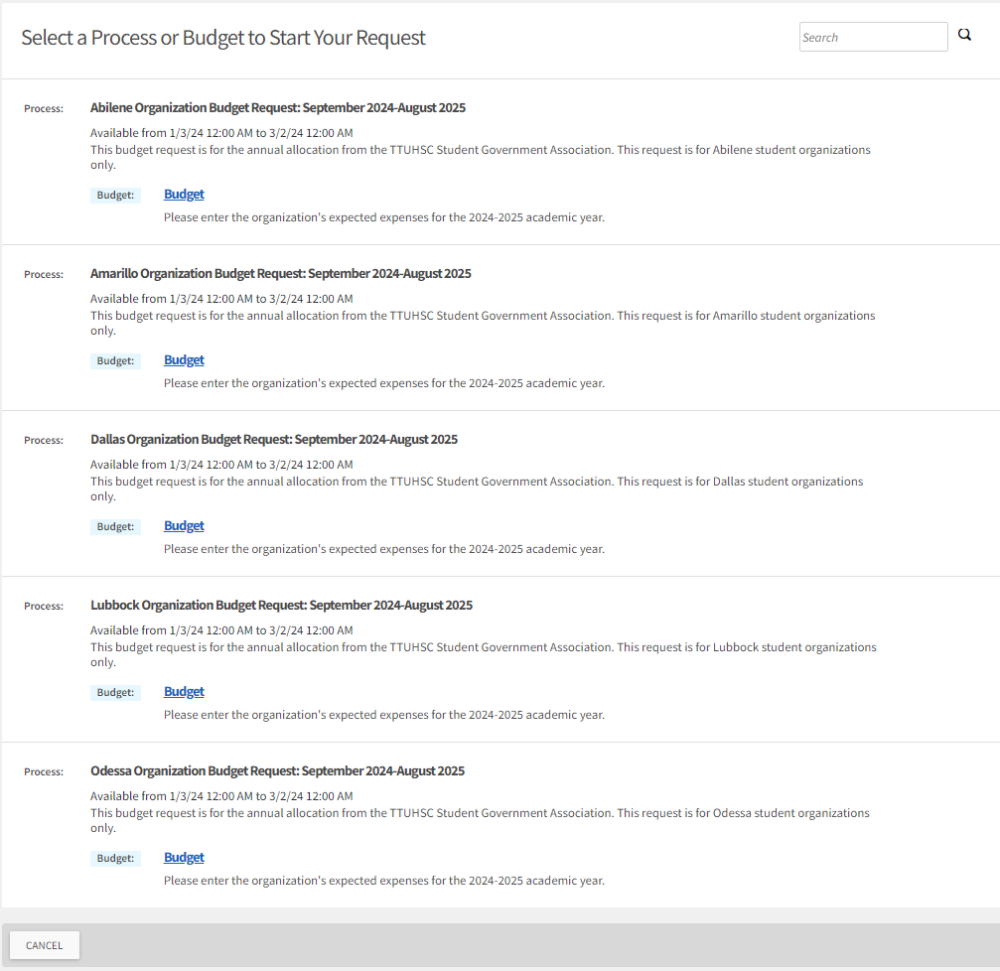 Select a Process or Budget to Start Your Request
Search
Process:
Abilene Organization Budget Request: September 2024-August 2025
Available from 1/3/24 12:00 AM to 3/2/24 12:00 AM
This budget request is for the annual allocation from the TTUHSC Student Government Association. This request is for Abilene student organizations
only.
Budget:
Budget
Please enter the organization's expected expenses for the 2024-2025 academic year.
Process:
Amarillo Organization Budget Request: September 2024-August 2025
Available from 1/3/24 12:00 AM to 3/2/24 12:00 AM
This budget request is for the annual allocation from the TTUHSC Student Government Association. This request is for Amarillo student organizations
only.
Budget:
Budget
Please enter the organization's expected expenses for the 2024-2025 academic year.
Process:
Dallas Organization Budget Request: September 2024-August 2025
Available from 1/3/24 12:00 AM to 3/2/24 12:00 AM
This budget request is for the annual allocation from the TTUHSC Student Government Association. This request is for Dallas student organizations
only.
Budget:
Budget
Please enter the organization's expected expenses for the 2024-2025 academic year.
Process:
Lubbock Organization Budget Request: September 2024-August 2025
Available from 1/3/24 12:00 AM to 3/2/24 12:00 AM
This budget request is for the annual allocation from the TTUHSC Student Government Association. This request is for Lubbock student organizations
only.
Budget:
Budget
Please enter the organization's expected expenses for the 2024-2025 academic year.
Process:
Odessa Organization Budget Request: September 2024-August 2025
Available from 1/3/24 12:00 AM to 3/2/24 12:00 AM
This budget request is for the annual allocation from the TTUHSC Student Government Association. This request is for Odessa student organizations
only.
Budget:
Budget
Please enter the organization's expected expenses for the 2024-2025 academic year.
CANCEL